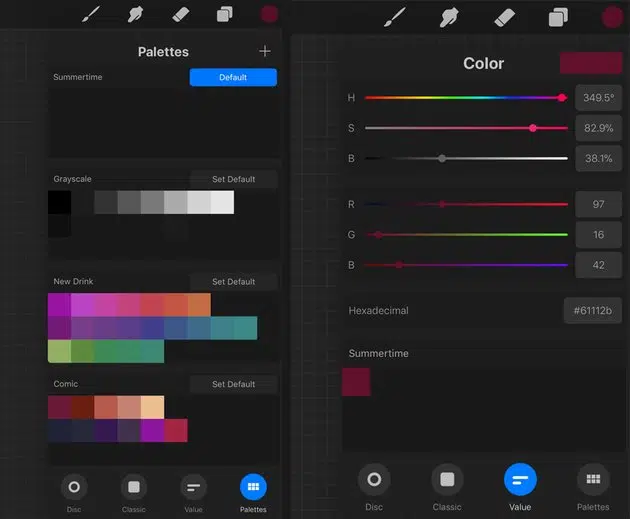 Palettes
+
Summertime Default
Grayscale Set Default
New Drink Set Default
Comic Set Default
Disc Classic Value Palettes
Color
H 349.5°
S 82.9%
B 38.1%
R 97
G 16
B 42
Hexadecimal #61112b
Summertime
Disc Classic Value Palettes